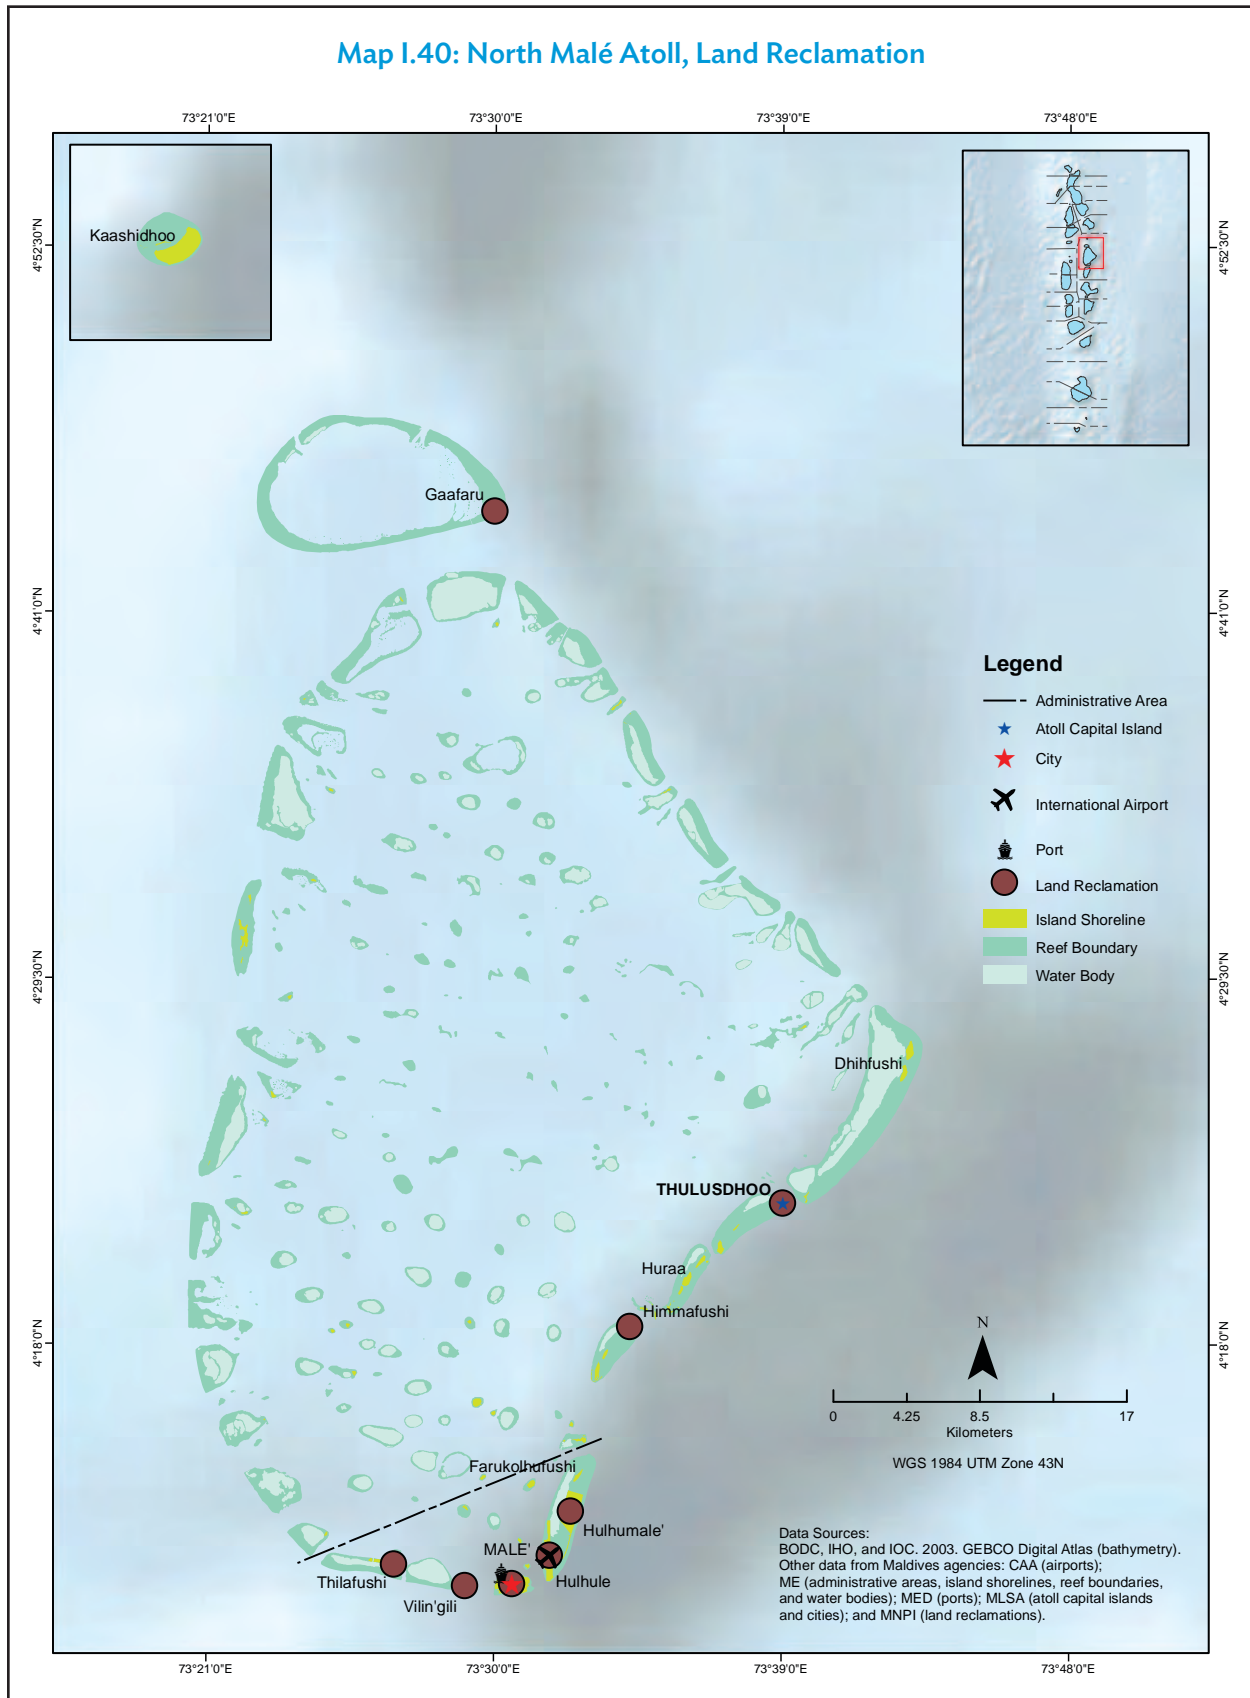 Map I.40: North Malé Atoll, Land Reclamation
73°21'0"E
73°30'0"E
73°39'0"E
73°48'0"E
4°52'30"N
4°52'30"N
Kaashidhoo
Gaafaru
4°41'0"N
4°41'0"N
Legend
Administrative Area
Atoll Capital Island
City
International Airport
Port
Land Reclamation
Island Shoreline
Reef Boundary
Water Body
4°29'30"N
4°29'30"N
Dhihfushi
THULUSDHOO
Huraa
Himmafushi
4°18'0"N
4°18'0"N
N
0 4.25 8.5 17
Kilometers
WGS 1984 UTM Zone 43N
Farukolhufushi
Hulhumale'
MALE'
Hulhule
Thilafushi
Vilin'gili
Data Sources:
BODC, IHO, and IOC. 2003. GEBCO Digital Atlas (bathymetry).
Other data from Maldives agencies: CAA (airports);
ME (administrative areas, island shorelines, reef boundaries,
and water bodies); MED (ports); MLSA (atoll capital islands
and cities); and MNPI (land reclamations).
73°21'0"E
73°30'0"E
73°39'0"E
73°48'0"E